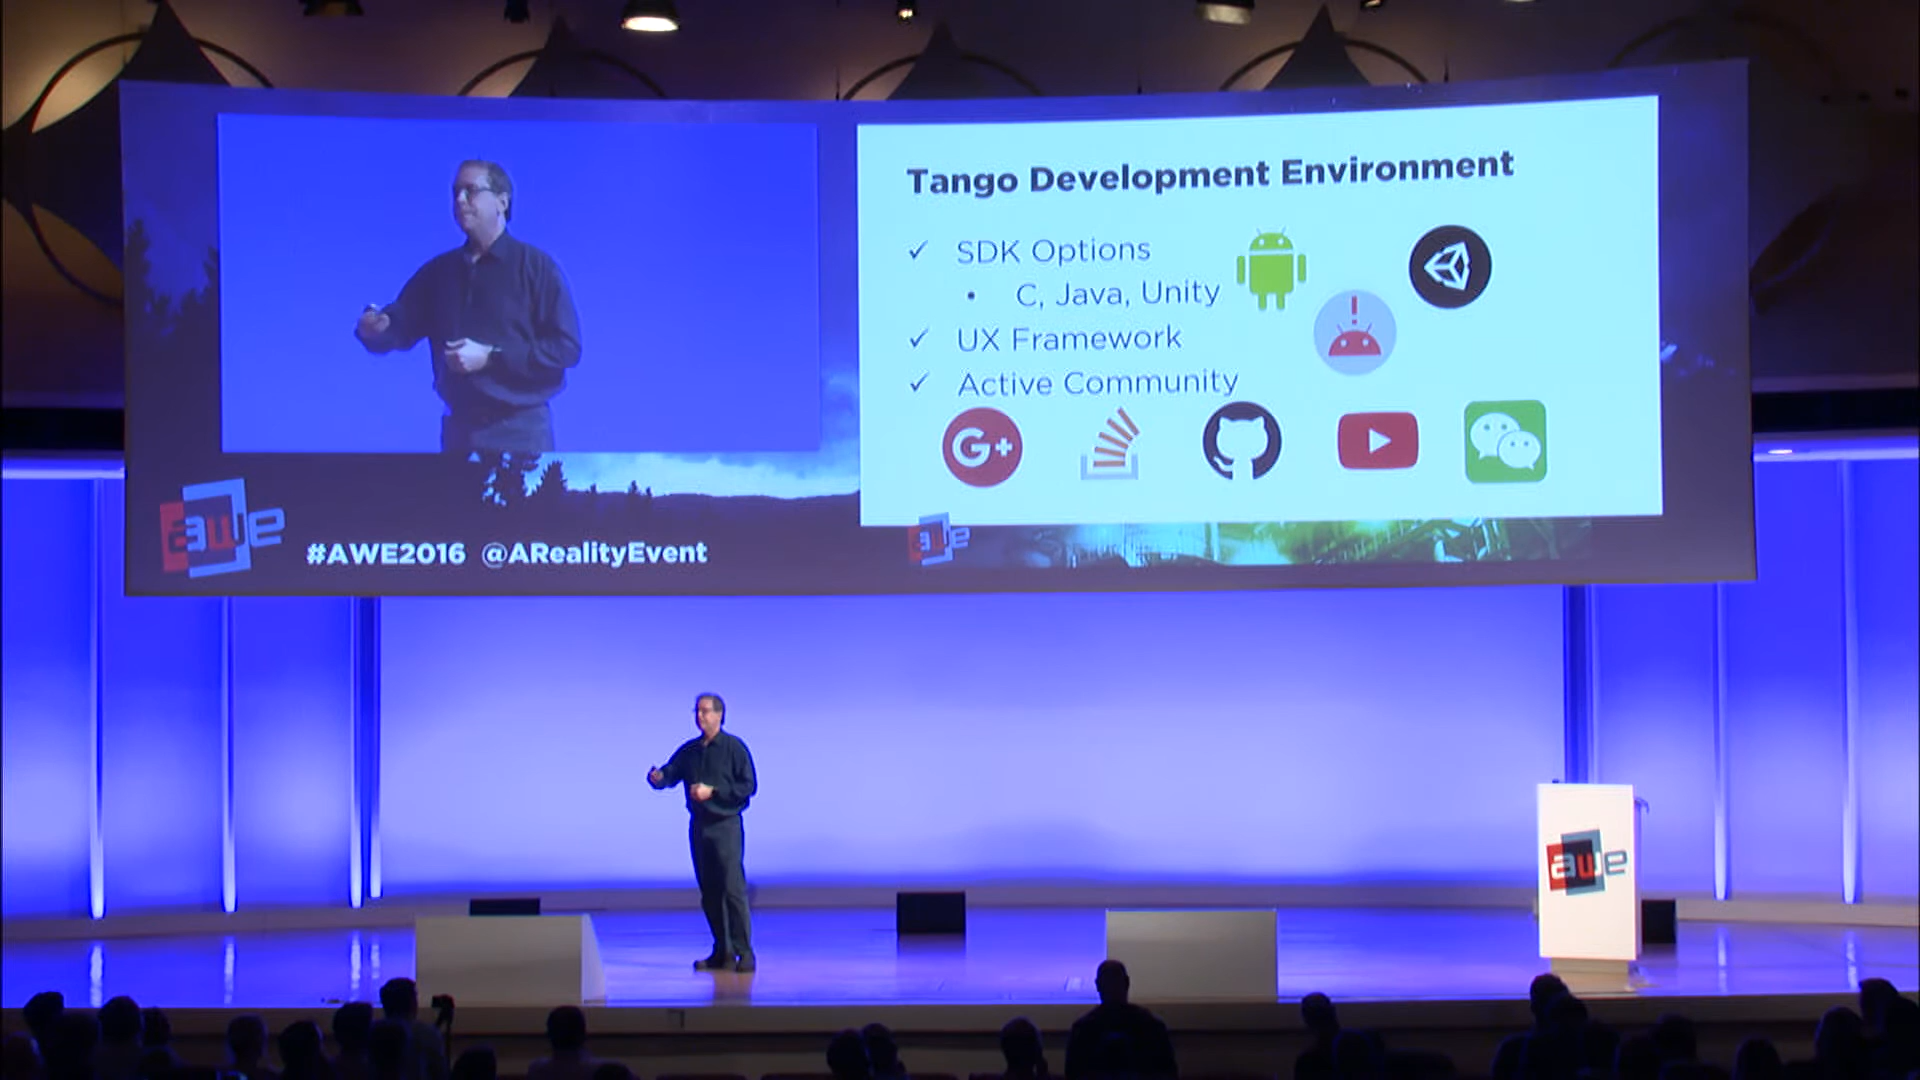 Tango Development Environment
✓ SDK Options
• C, Java, Unity
✓ UX Framework
✓ Active Community
G+
awe
#AWE2016 @ARealityEvent
awe
awe